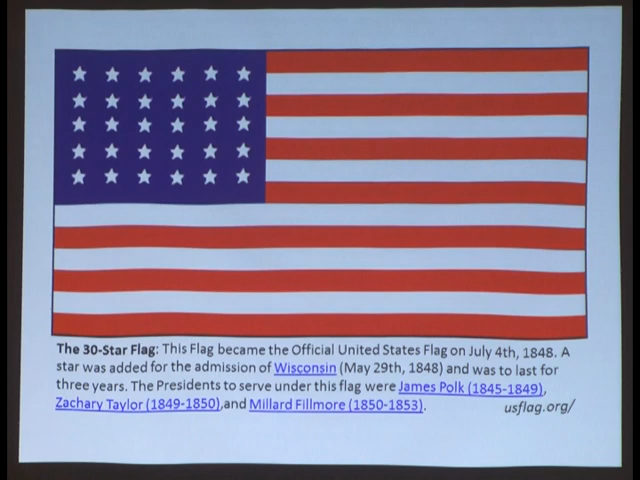 The 30-Star Flag: This Flag became the Official United States Flag on July 4th, 1848. A
star was added for the admission of Wisconsin (May 29th, 1848) and was to last for
three years. The Presidents to serve under this flag were James Polk (1845-1849),
Zachary Taylor (1849-1850),and Millard Fillmore (1850-1853). usflag.org/